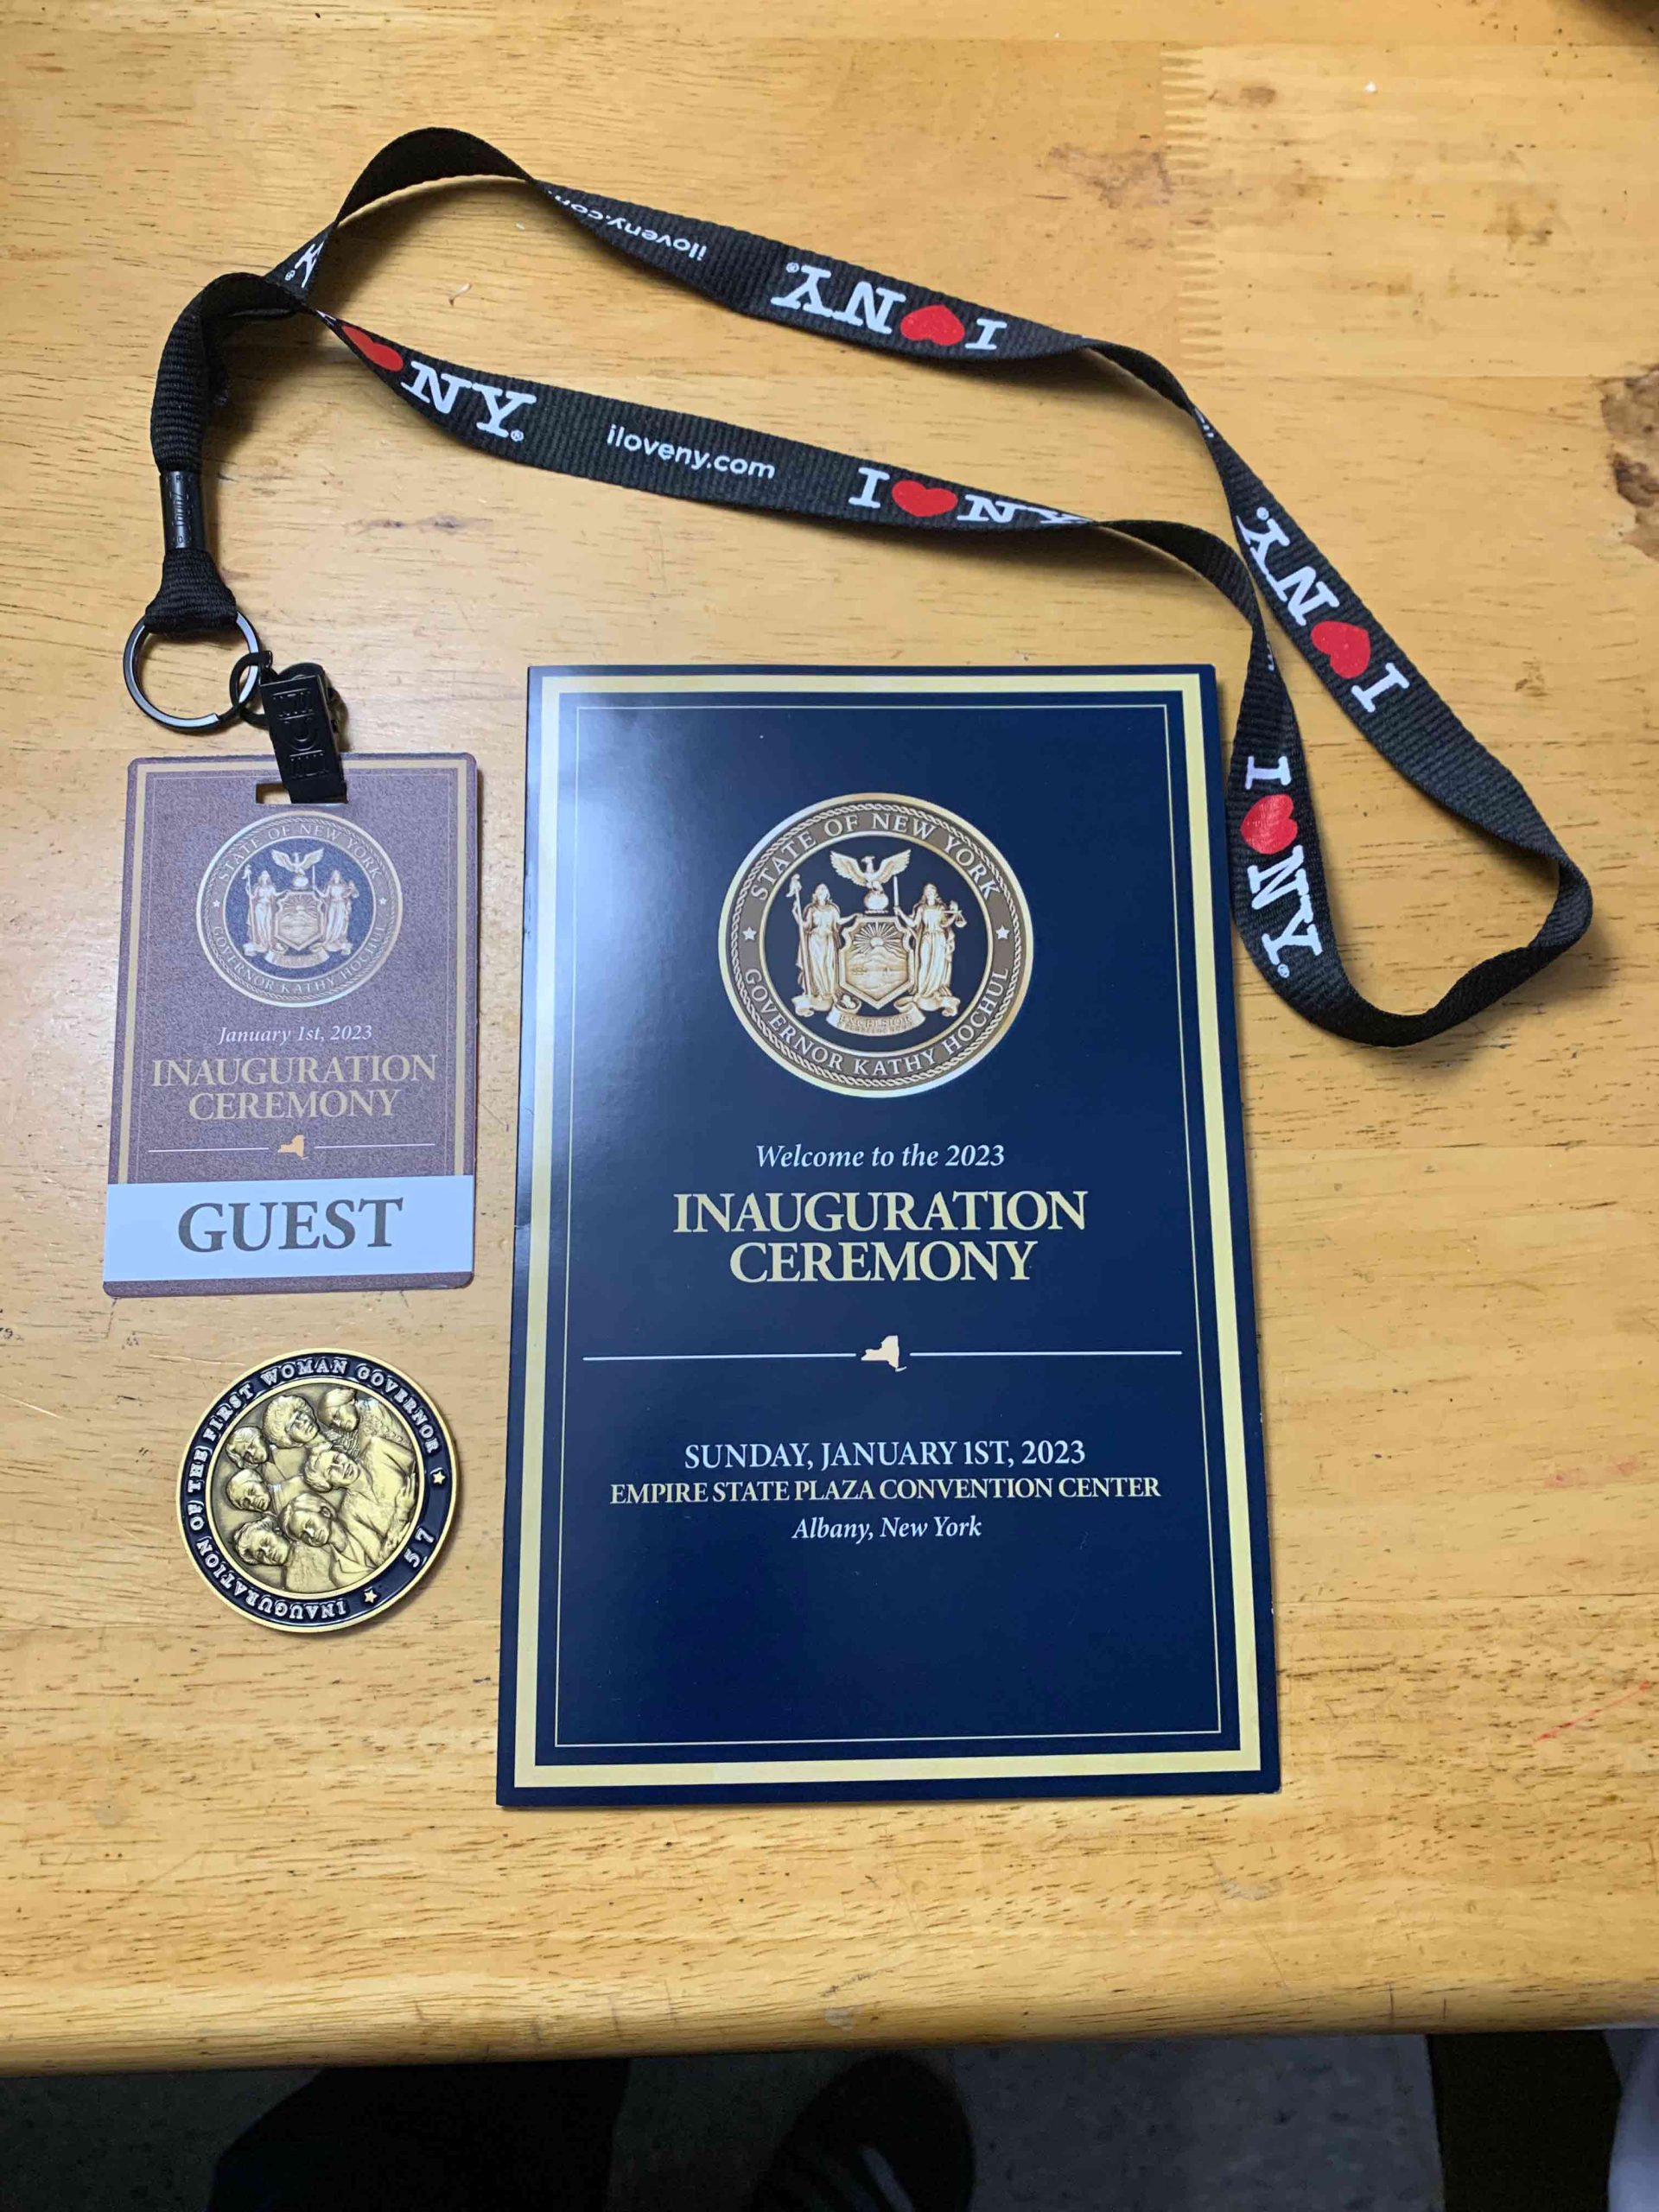 iloveny.com
I NY®
NY®
iloveny.com
I NY
I NY®
I NY®
STATE OF NEW YORK
GOVERNOR KATHY HOCHUL
January 1st, 2023
INAUGURATION
CEREMONY
GUEST
STATE OF NEW YORK
EXCELSIOR
GOVERNOR KATHY HOCHUL
Welcome to the 2023
INAUGURATION
CEREMONY
SUNDAY, JANUARY 1ST, 2023
EMPIRE STATE PLAZA CONVENTION CENTER
Albany, New York
INAUGURATION OF THE FIRST WOMAN GOVERNOR
57